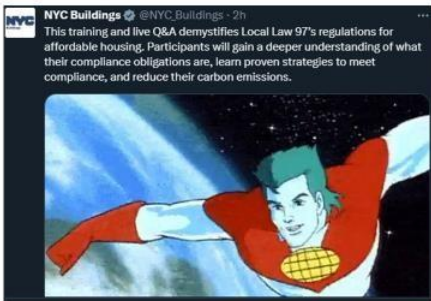 NYC Buildings @NYC_Buildings · 2h
NYC
This training and live Q&A demystifies Local Law 97's regulations for
affordable housing. Participants will gain a deeper understanding of what
their compliance obligations are, learn proven strategies to meet
compliance, and reduce their carbon emissions.